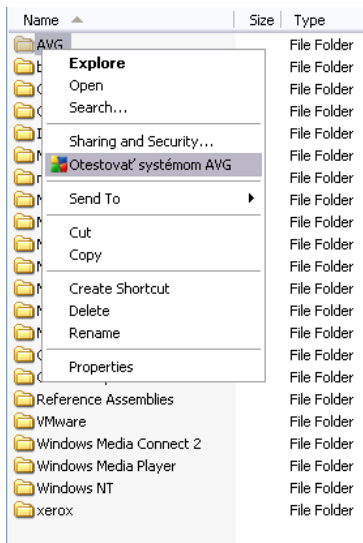 Name Size Type
AVG File Folder
File Folder
Explore
File Folder
Open
File Folder
Search...
File Folder
File Folder
Sharing and Security...
File Folder
Otestovať systémom AVG
File Folder
Send To
File Folder
File Folder
Cut
File Folder
Copy
File Folder
File Folder
Create Shortcut
File Folder
Delete
File Folder
Rename
File Folder
File Folder
Properties
File Folder
Reference Assemblies File Folder
VMware File Folder
Windows Media Connect 2 File Folder
Windows Media Player File Folder
Windows NT File Folder
xerox File Folder